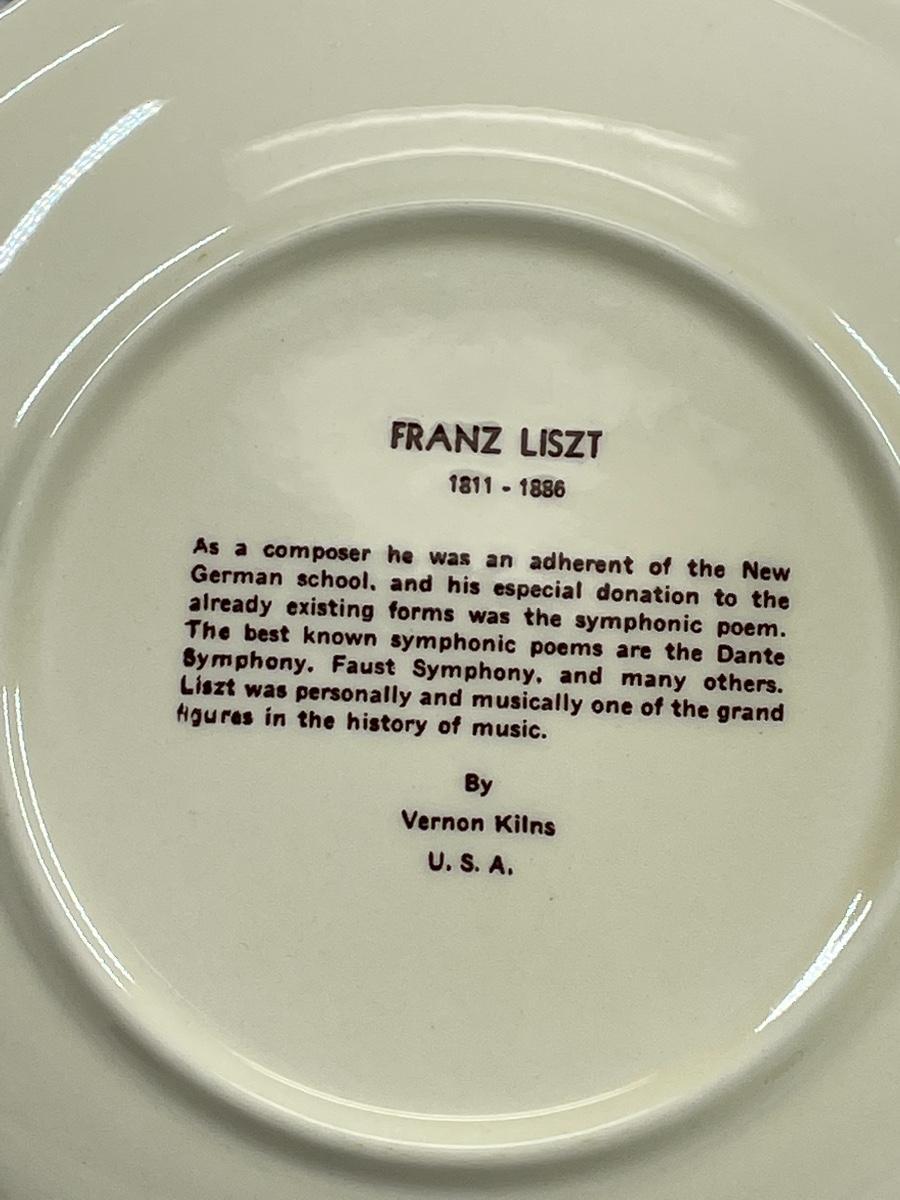 FRANZ LISZT
1811 - 1886
As a composer he was an adherent of the New
German school, and his especial donation to the
already existing forms was the symphonic poem.
The best known symphonic poems are the Dante
Symphony, Faust Symphony, and many others.
Liszt was personally and musically one of the grand
figures in the history of music.
By
Vernon Kilns
U. S. A.